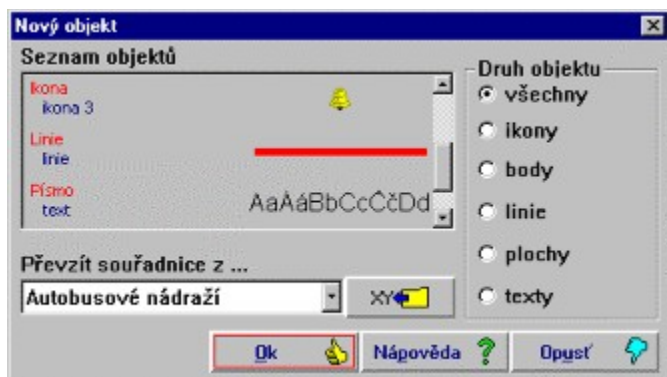 Nový objekt
Seznam objektů
Ikona
ikona 3
Linie
linie
Písmo
text
AaÁáBbCcČčDd
Převzít souřadnice z ...
Autobusové nádraží
XY
Druh objektu
všechny
ikony
body
linie
plochy
texty
Ok
Nápověda
Opusť